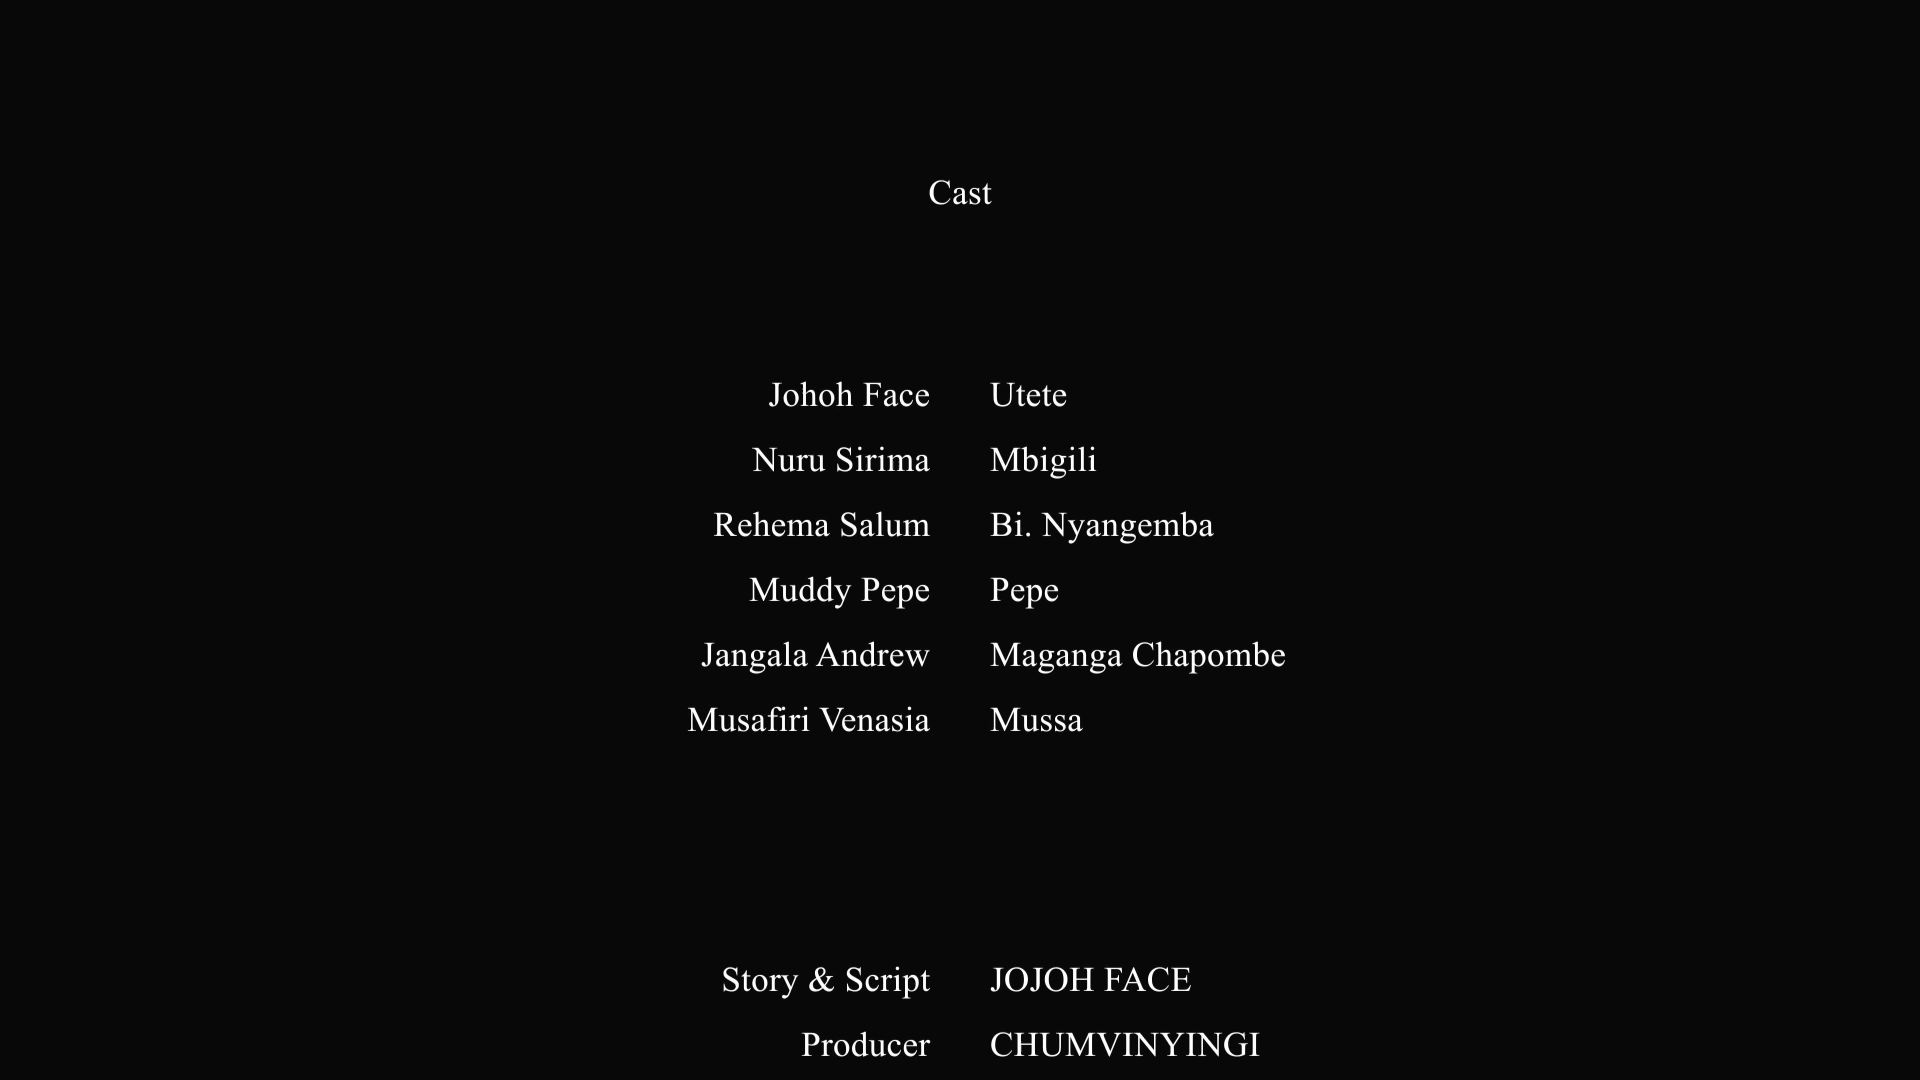 Cast
Johoh Face Utete
Nuru Sirima Mbigili
Rehema Salum Bi. Nyangemba
Muddy Pepe Pepe
Jangala Andrew Maganga Chapombe
Musafiri Venasia Mussa
Story & Script JOJOH FACE
Producer CHUMVINYINGI